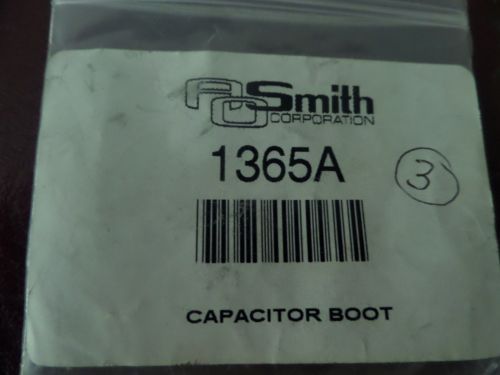 AO Smith
CORPORATION
1365A
3
CAPACITOR BOOT